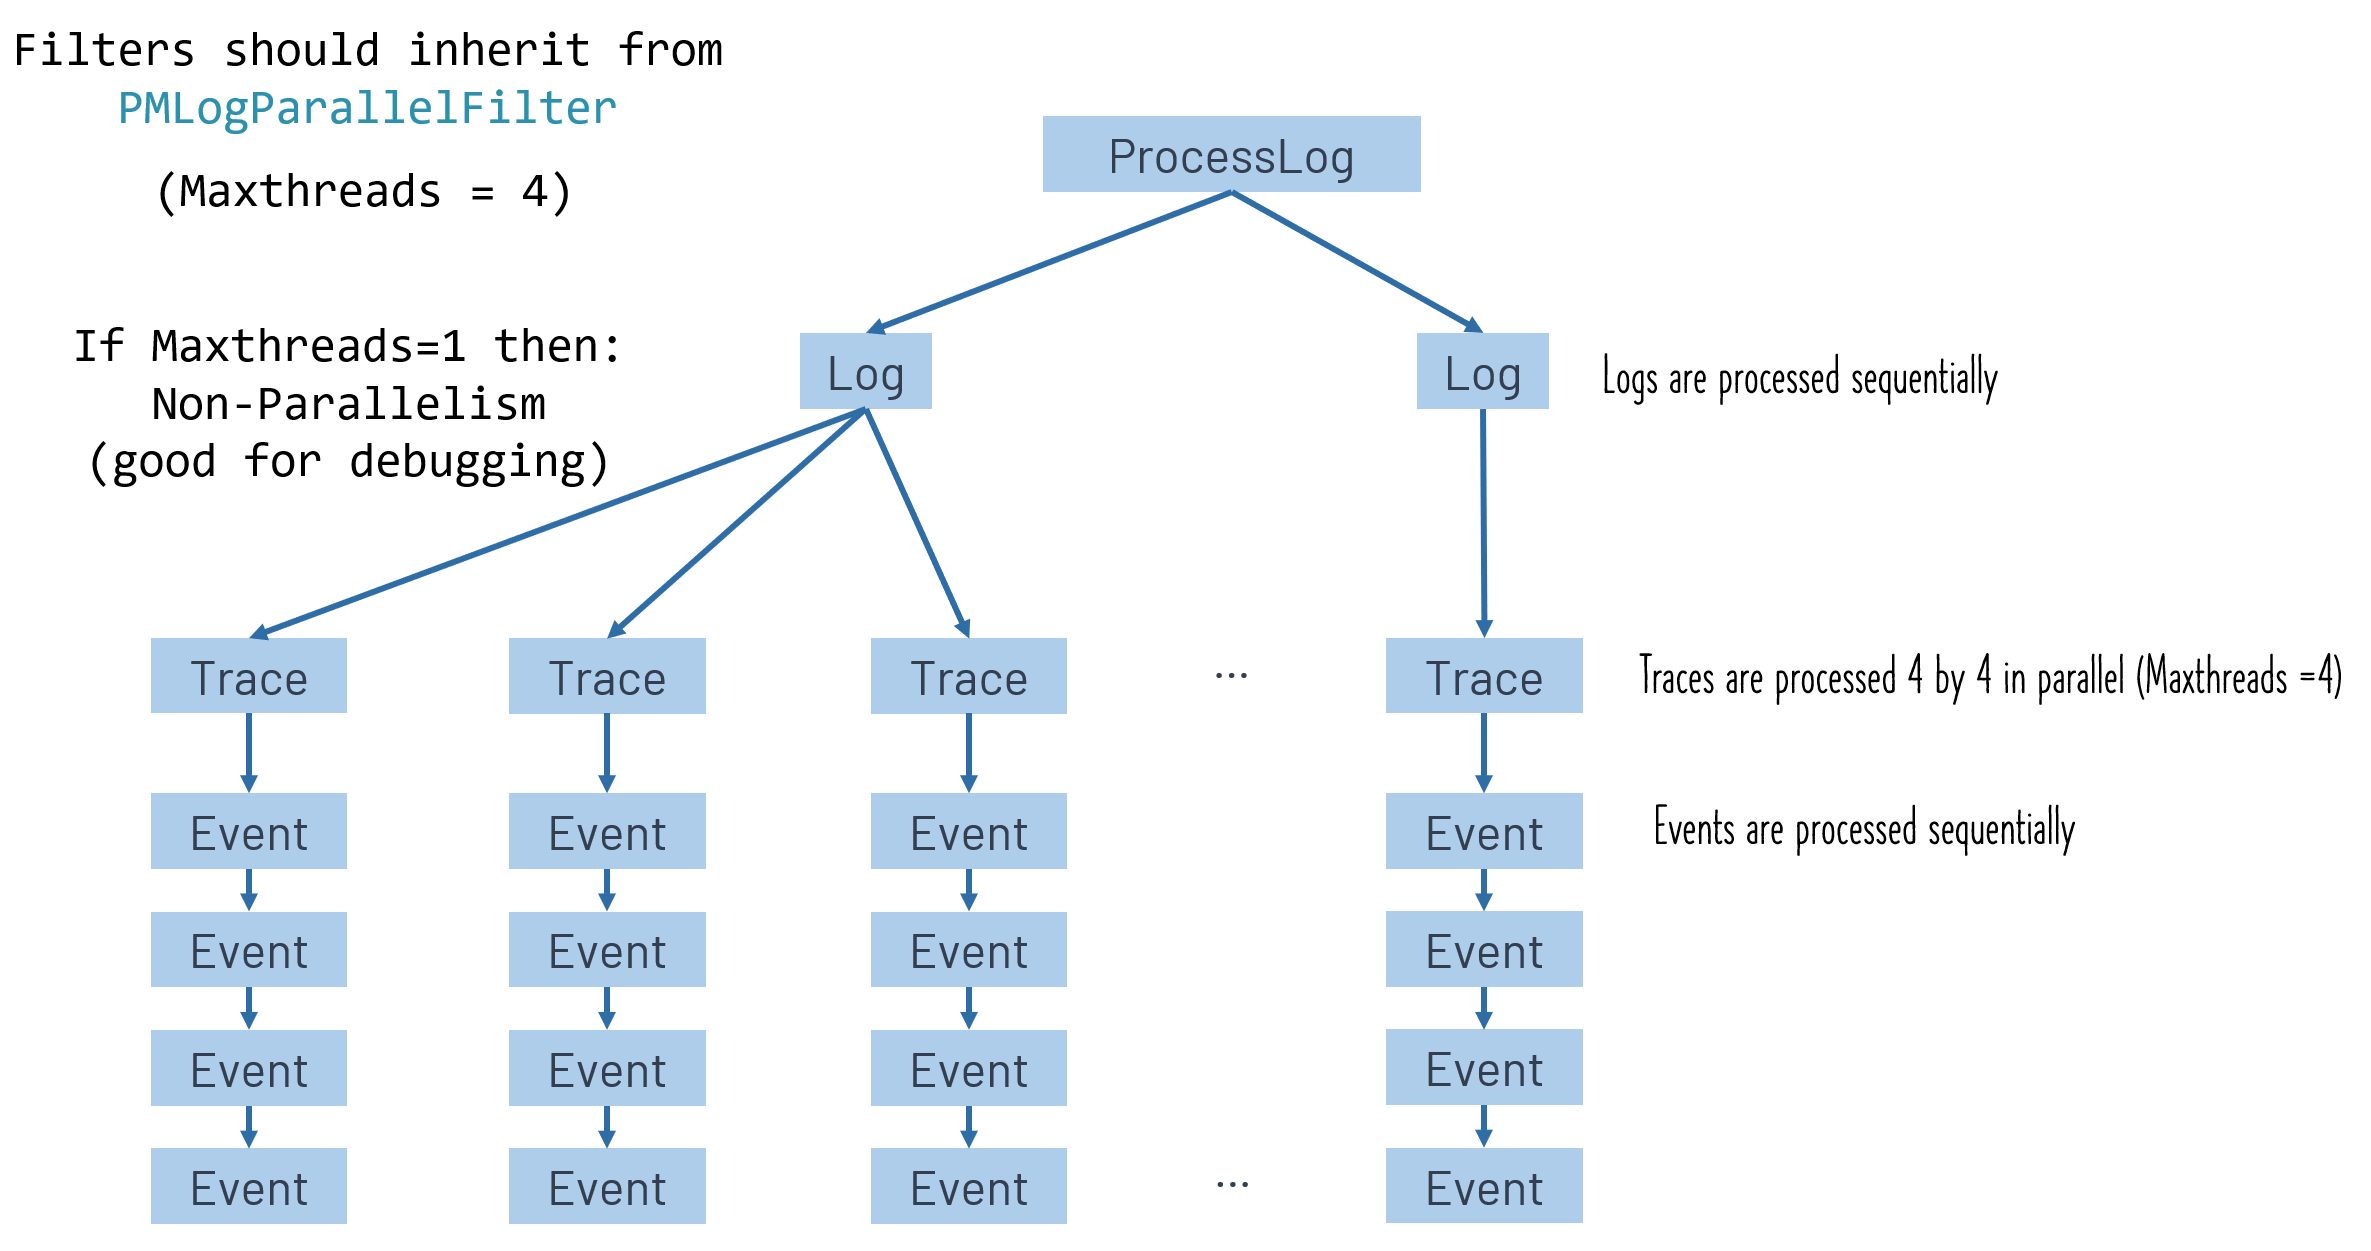 Filters should inherit from
PMLogParallelFilter
(Maxthreads = 4)
If Maxthreads=1 then:
Non-Parallelism
(good for debugging)
ProcessLog
Log
Log
Logs are processed sequentially
Trace
Trace
Trace
...
Trace
Traces are processed 4 by 4 in parallel (Maxthreads =4)
Event
Event
Event
Event
Events are processed sequentially
Event
Event
Event
Event
Event
Event
Event
Event
Event
Event
Event
...
Event